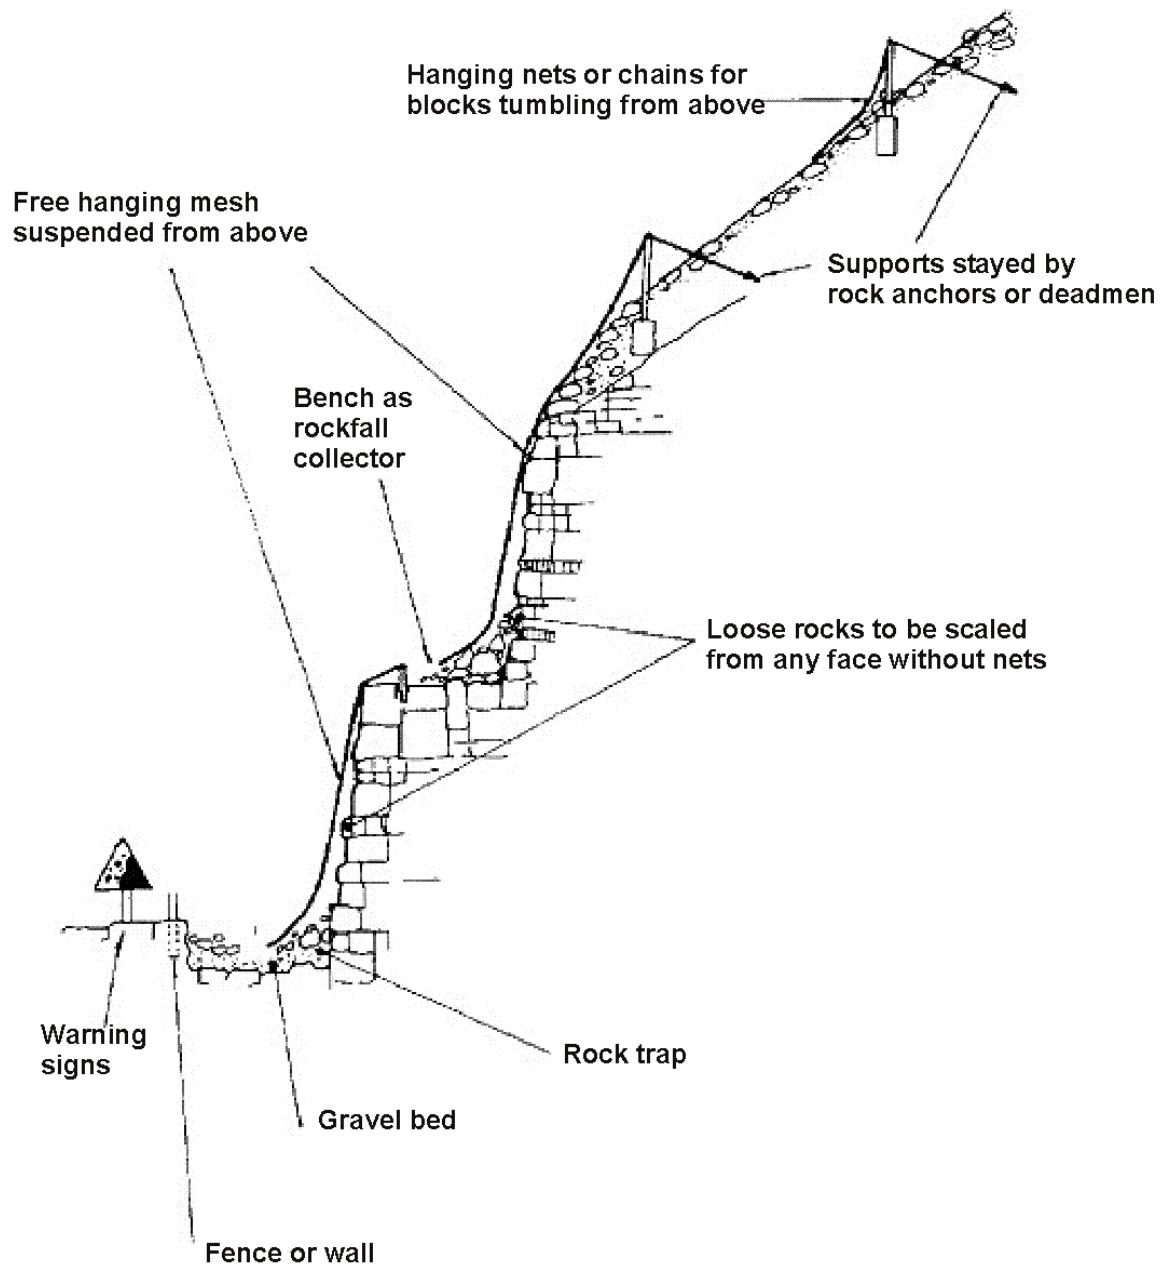 Hanging nets or chains for
blocks tumbling from above
Free hanging mesh
suspended from above
Supports stayed by
rock anchors or deadmen
Bench as
rockfall
collector
Loose rocks to be scaled
from any face without nets
Warning
signs
Rock trap
Gravel bed
Fence or wall